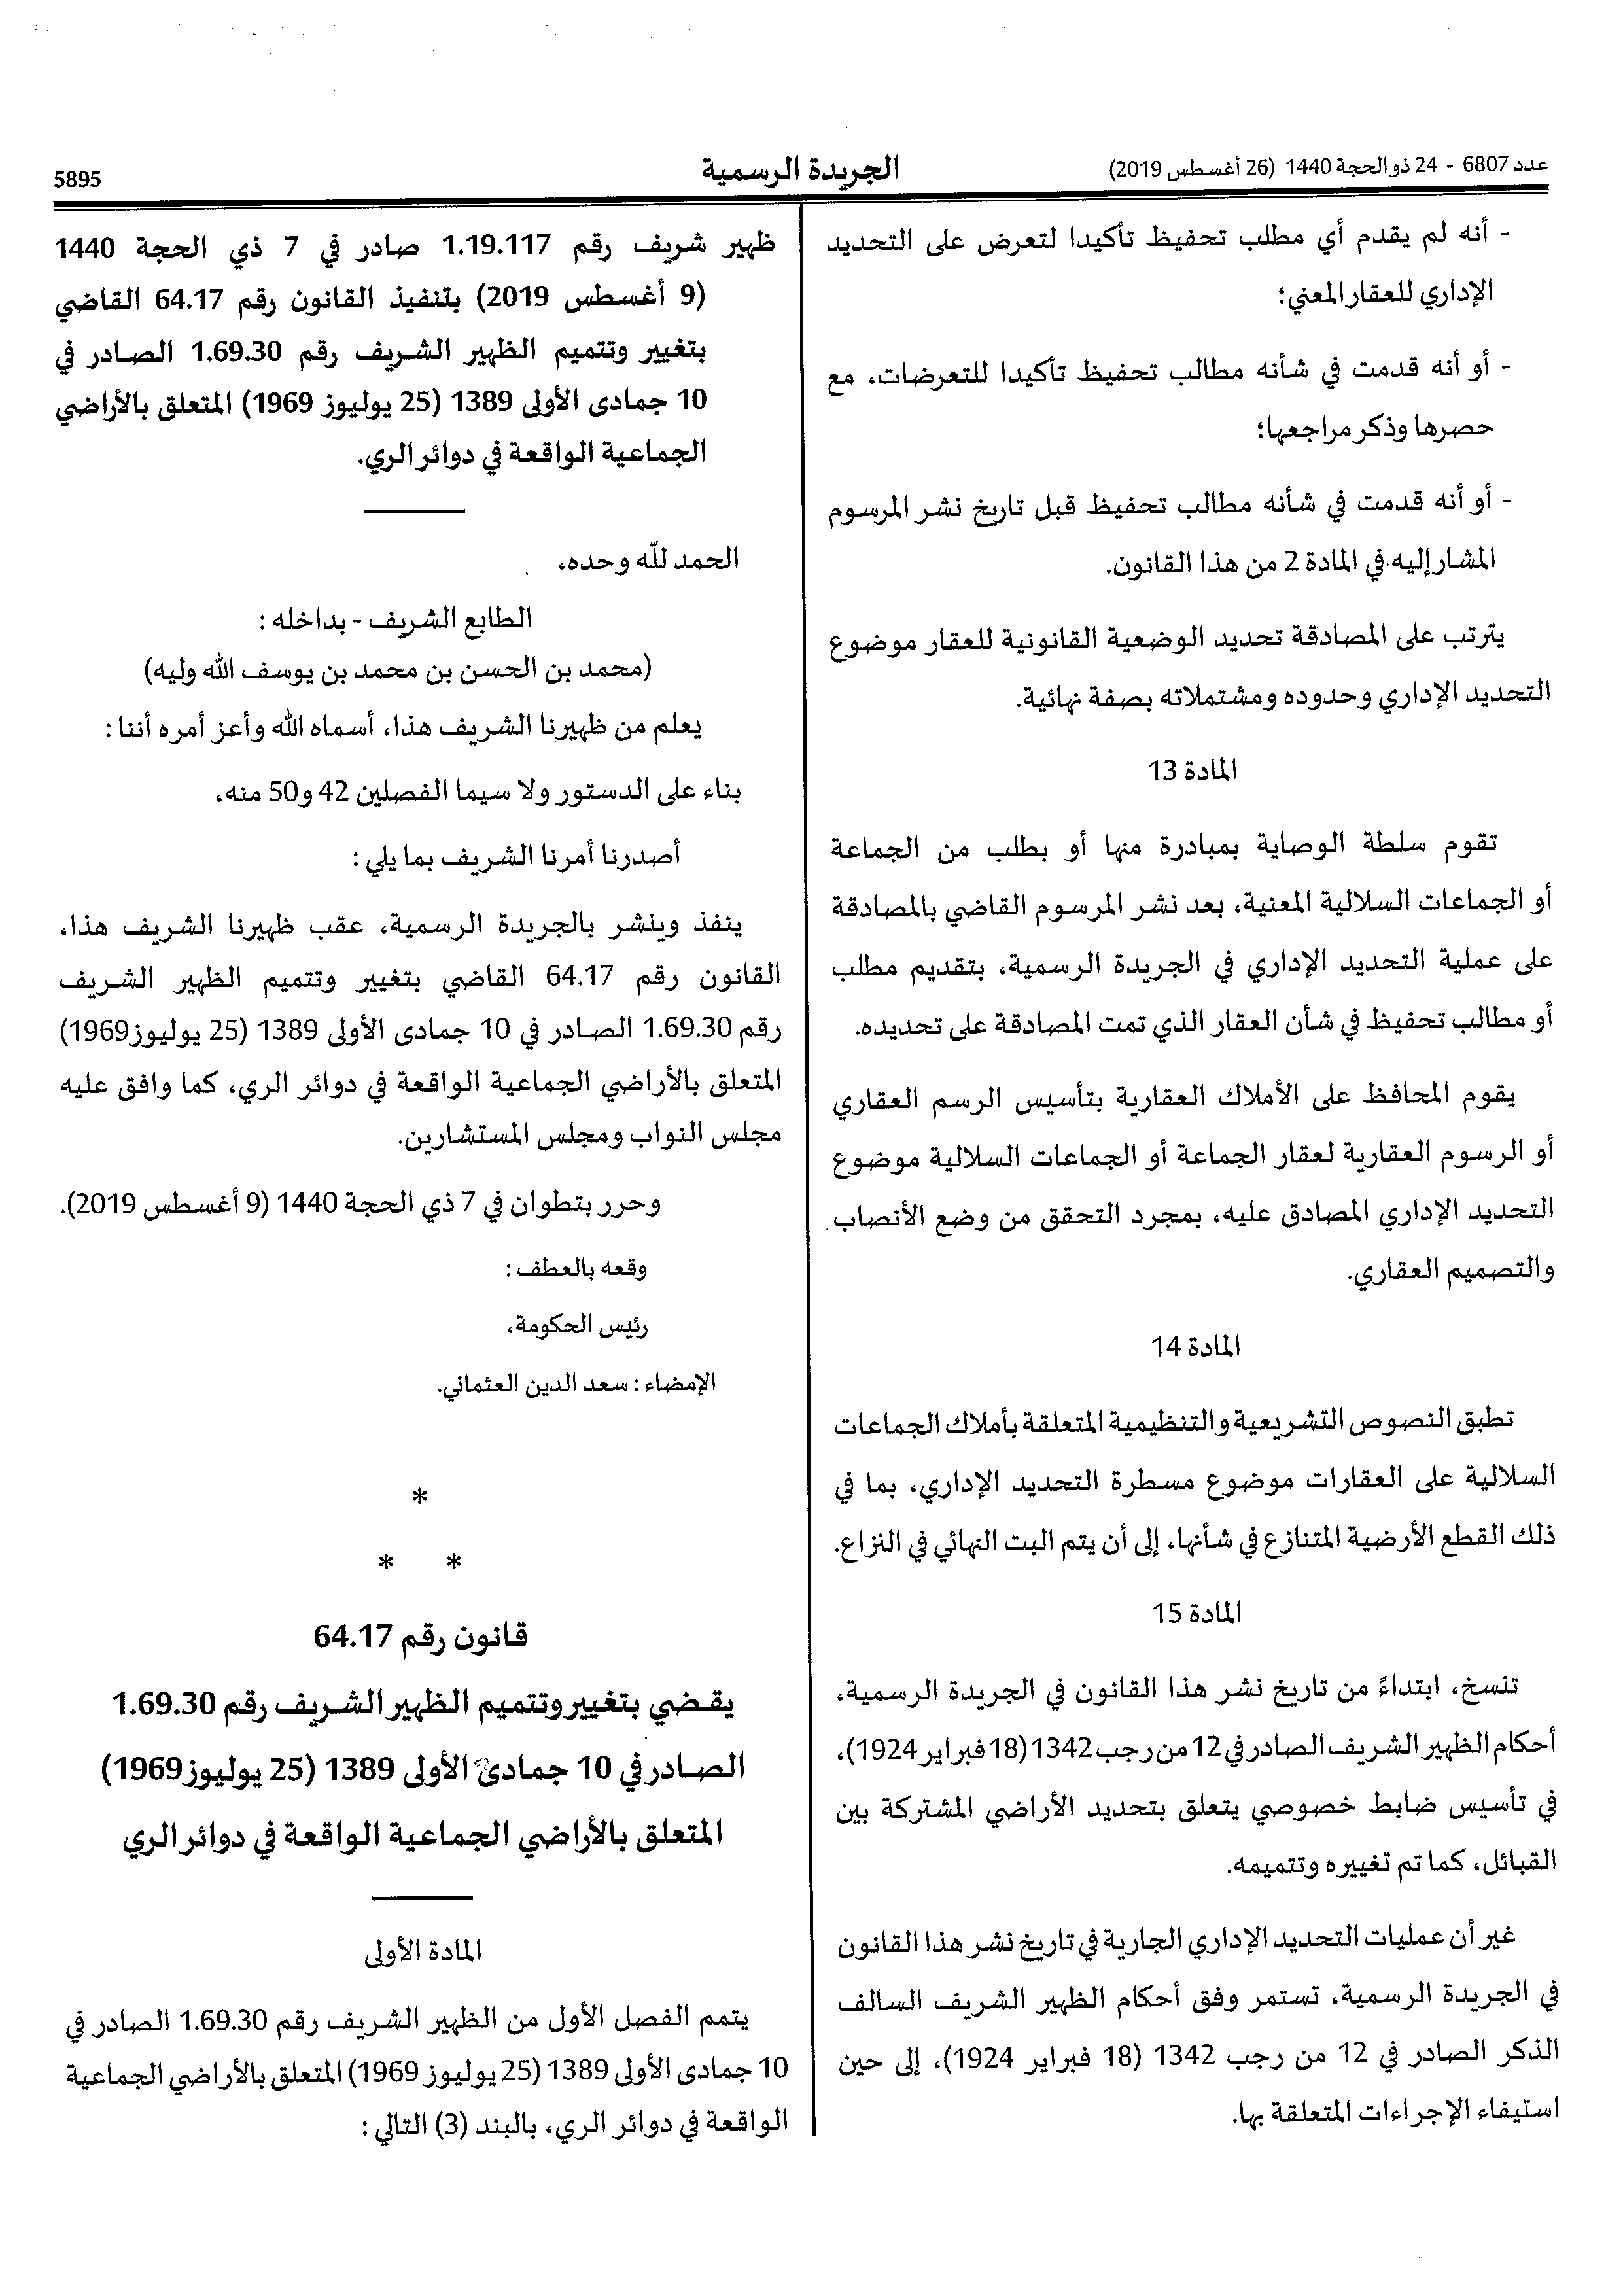 عدد 6807 - 24 ذو الحجة 1440 (26 أغسطس 2019)
الجريدة الرسمية
5895
- أنه لم يقدم أي مطلب تحفيظ تأكيدا لتعرض على التحديد
الإداري للعقار المعني؛
- أو أنه قدمت في شأنه مطالب تحفيظ تأكيدا للتعرضات، مع
حصرها وذكر مراجعها؛
- أو أنه قدمت في شأنه مطالب تحفيظ قبل تاريخ نشر المرسوم
المشار إليه في المادة 2 من هذا القانون.
يترتب على المصادقة تحديد الوضعية القانونية للعقار موضوع
التحديد الإداري وحدوده ومشتملاته بصفة نهائية.
المادة 13
تقوم سلطة الوصاية بمبادرة منها أو بطلب من الجماعة
أو الجماعات السلالية المعنية، بعد نشر المرسوم القاضي بالمصادقة
على عملية التحديد الإداري في الجريدة الرسمية، بتقديم مطلب
أو مطالب تحفيظ في شأن العقار الذي تمت المصادقة على تحديده.
يقوم المحافظ على الأملاك العقارية بتأسيس الرسم العقاري
أو الرسوم العقارية لعقار الجماعة أو الجماعات السلالية موضوع
التحديد الإداري المصادق عليه، بمجرد التحقق من وضع الأنصاب
والتصميم العقاري.
المادة 14
تطبق النصوص التشريعية والتنظيمية المتعلقة بأملاك الجماعات
السلالية على العقارات موضوع مسطرة التحديد الإداري، بما في
ذلك القطع الأرضية المتنازع في شأنها، إلى أن يتم البت النهائي في النزاع.
المادة 15
تنسخ، ابتداءً من تاريخ نشر هذا القانون في الجريدة الرسمية،
أحكام الظهير الشريف الصادر في 12 من رجب 1342 (18 فبراير 1924)،
في تأسيس ضابط خصوصي يتعلق بتحديد الأراضي المشتركة بين
القبائل، كما تم تغييره وتتميمه.
غير أن عمليات التحديد الإداري الجارية في تاريخ نشر هذا القانون
في الجريدة الرسمية، تستمر وفق أحكام الظهير الشريف السالف
الذكر الصادر في 12 من رجب 1342 (18 فبراير 1924)، إلى حين
استيفاء الإجراءات المتعلقة بها.
ظهير شريف رقم 1.19.117 صادر في 7 ذي الحجة 1440
(9 أغسطس 2019) بتنفيذ القانون رقم 64.17 القاضي
بتغيير وتتميم الظهير الشريف رقم 1.69.30 الصادر في
10 جمادى الأولى 1389 (25 يوليوز 1969) المتعلق بالأراضي
الجماعية الواقعة في دوائر الري.
الحمد لله وحده،
الطابع الشريف - بداخله :
(محمد بن الحسن بن محمد بن يوسف الله وليه)
يعلم من ظهيرنا الشريف هذا، أسماه الله وأعز أمره أننا :
بناء على الدستور ولا سيما الفصلين 42 و50 منه،
أصدرنا أمرنا الشريف بما يلي :
ينفذ وينشر بالجريدة الرسمية، عقب ظهيرنا الشريف هذا،
القانون رقم 64.17 القاضي بتغيير وتتميم الظهير الشريف
رقم 1.69.30 الصادر في 10 جمادى الأولى 1389 (25 يوليوز 1969)
المتعلق بالأراضي الجماعية الواقعة في دوائر الري، كما وافق عليه
مجلس النواب ومجلس المستشارين.
وحرر بتطوان في 7 ذي الحجة 1440 (9 أغسطس 2019).
وقعه بالعطف :
رئيس الحكومة،
الإمضاء : سعد الدين العثماني.
*
* *
قانون رقم 64.17
يقضي بتغيير وتتميم الظهير الشريف رقم 1.69.30
الصادر في 10 جمادى الأولى 1389 (25 يوليوز 1969)
المتعلق بالأراضي الجماعية الواقعة في دوائر الري
المادة الأولى
يتمم الفصل الأول من الظهير الشريف رقم 1.69.30 الصادر في
10 جمادى الأولى 1389 (25 يوليوز 1969) المتعلق بالأراضي الجماعية
الواقعة في دوائر الري، بالبند (3) التالي :